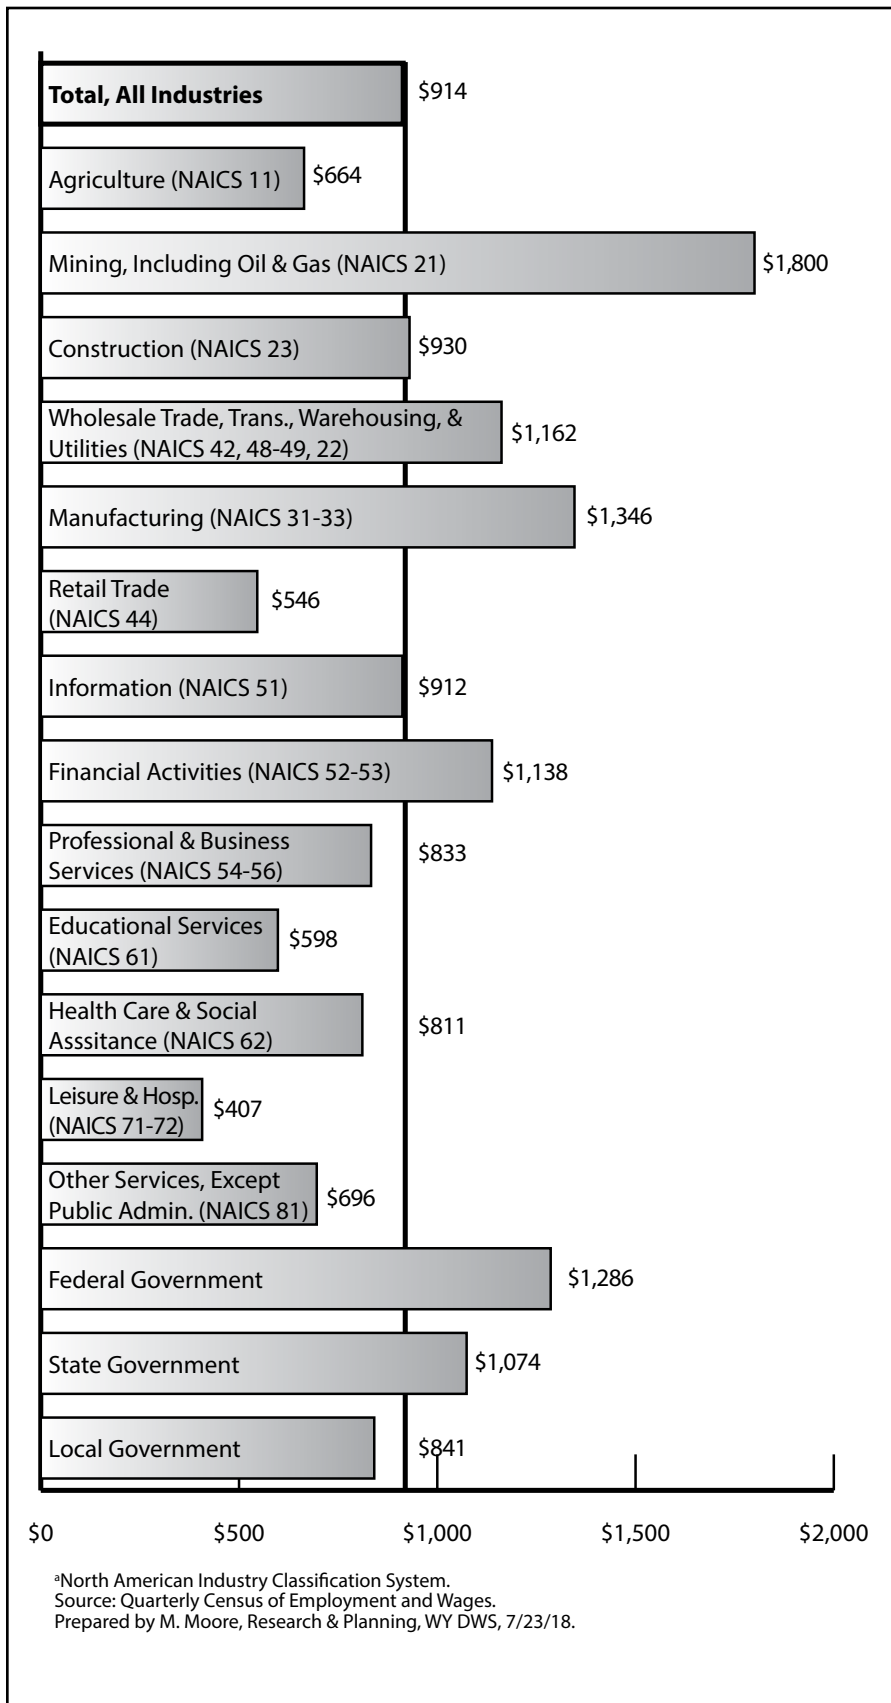 Total, All Industries
$914
Agriculture (NAICS 11)
$664
Mining, Including Oil & Gas (NAICS 21)
$1,800
Construction (NAICS 23)
$930
Wholesale Trade, Trans., Warehousing, &
Utilities (NAICS 42, 48-49, 22)
$1,162
Manufacturing (NAICS 31-33)
$1,346
Retail Trade
(NAICS 44)
$546
Information (NAICS 51)
$912
Financial Activities (NAICS 52-53)
$1,138
Professional & Business
Services (NAICS 54-56)
$833
Educational Services
(NAICS 61)
$598
Health Care & Social
Asssitance (NAICS 62)
$811
Leisure & Hosp.
(NAICS 71-72)
$407
Other Services, Except
Public Admin. (NAICS 81)
$696
Federal Government
$1,286
State Government
$1,074
Local Government
$841
$0 $500 $1,000 $1,500 $2,000
ᵃNorth American Industry Classification System.
Source: Quarterly Census of Employment and Wages.
Prepared by M. Moore, Research & Planning, WY DWS, 7/23/18.